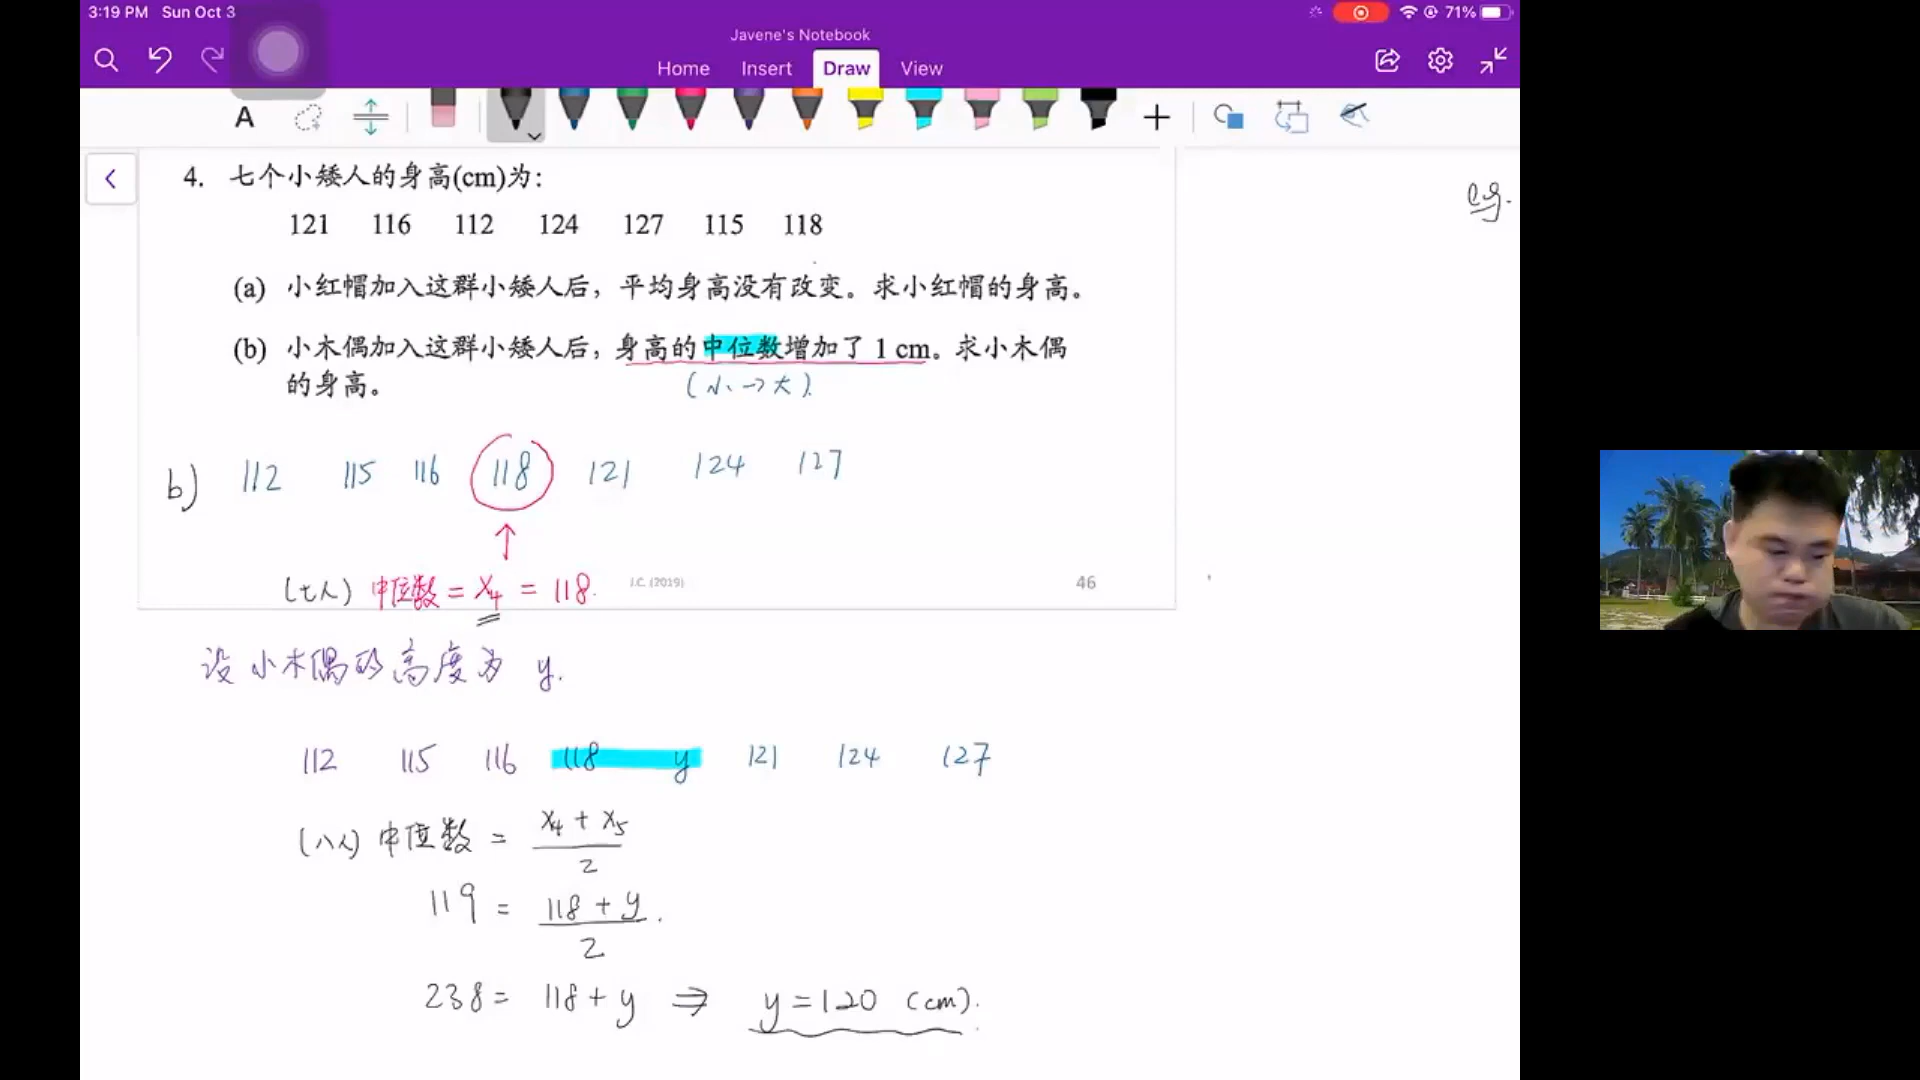 3:19 PM Sun Oct 3
71%
Javene's Notebook
Home Insert Draw View
A
4. 七个小矮人的身高(cm)为:
121 116 112 124 127 115 118
(a) 小红帽加入这群小矮人后，平均身高没有改变。求小红帽的身高。
(b) 小木偶加入这群小矮人后，身高的中位数增加了 1 cm。求小木偶
的身高。
(小→大).
eg.
b) 112 115 116 118 121 124 127
↑
(七人) 中位数 = x₄ = 118.
J.C. (2019)
46
设小木偶的高度为 y.
112 115 116 118 y 121 124 127
(八人) 中位数 = (x₄ + x₅)/2
119 = (118 + y)/2.
238 = 118 + y ⇒ y = 120 (cm).